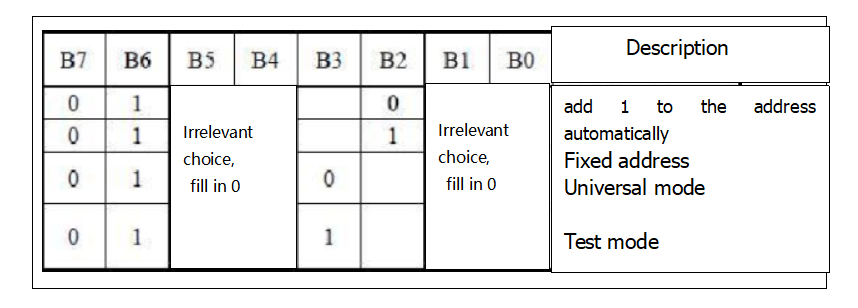 B7 B6 B5 B4 B3 B2 B1 B0 Description
0 1 0 add 1 to the address
0 1 Irrelevant 1 Irrelevant automatically
choice, choice, Fixed address
0 1 fill in 0 0 fill in 0 Universal mode
0 1 1 Test mode